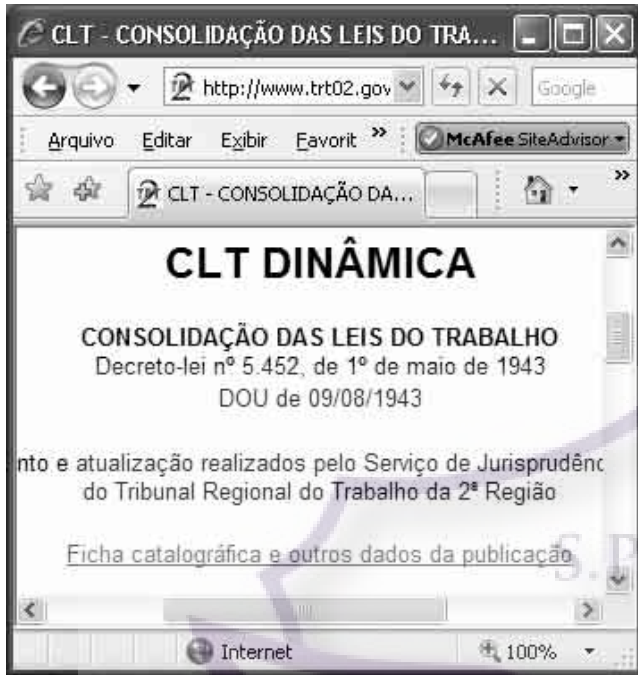 CLT - CONSOLIDAÇÃO DAS LEIS DO TRA...
http://www.trt02.gov
Google
Arquivo Editar Exibir Favorit »
McAfee SiteAdvisor
CLT - CONSOLIDAÇÃO DA... »
CLT DINÂMICA
CONSOLIDAÇÃO DAS LEIS DO TRABALHO
Decreto-lei nº 5.452, de 1º de maio de 1943
DOU de 09/08/1943
nto e atualização realizados pelo Serviço de Jurisprudênc
do Tribunal Regional do Trabalho da 2ª Região
Ficha catalográfica e outros dados da publicação
S.P
Internet 100%